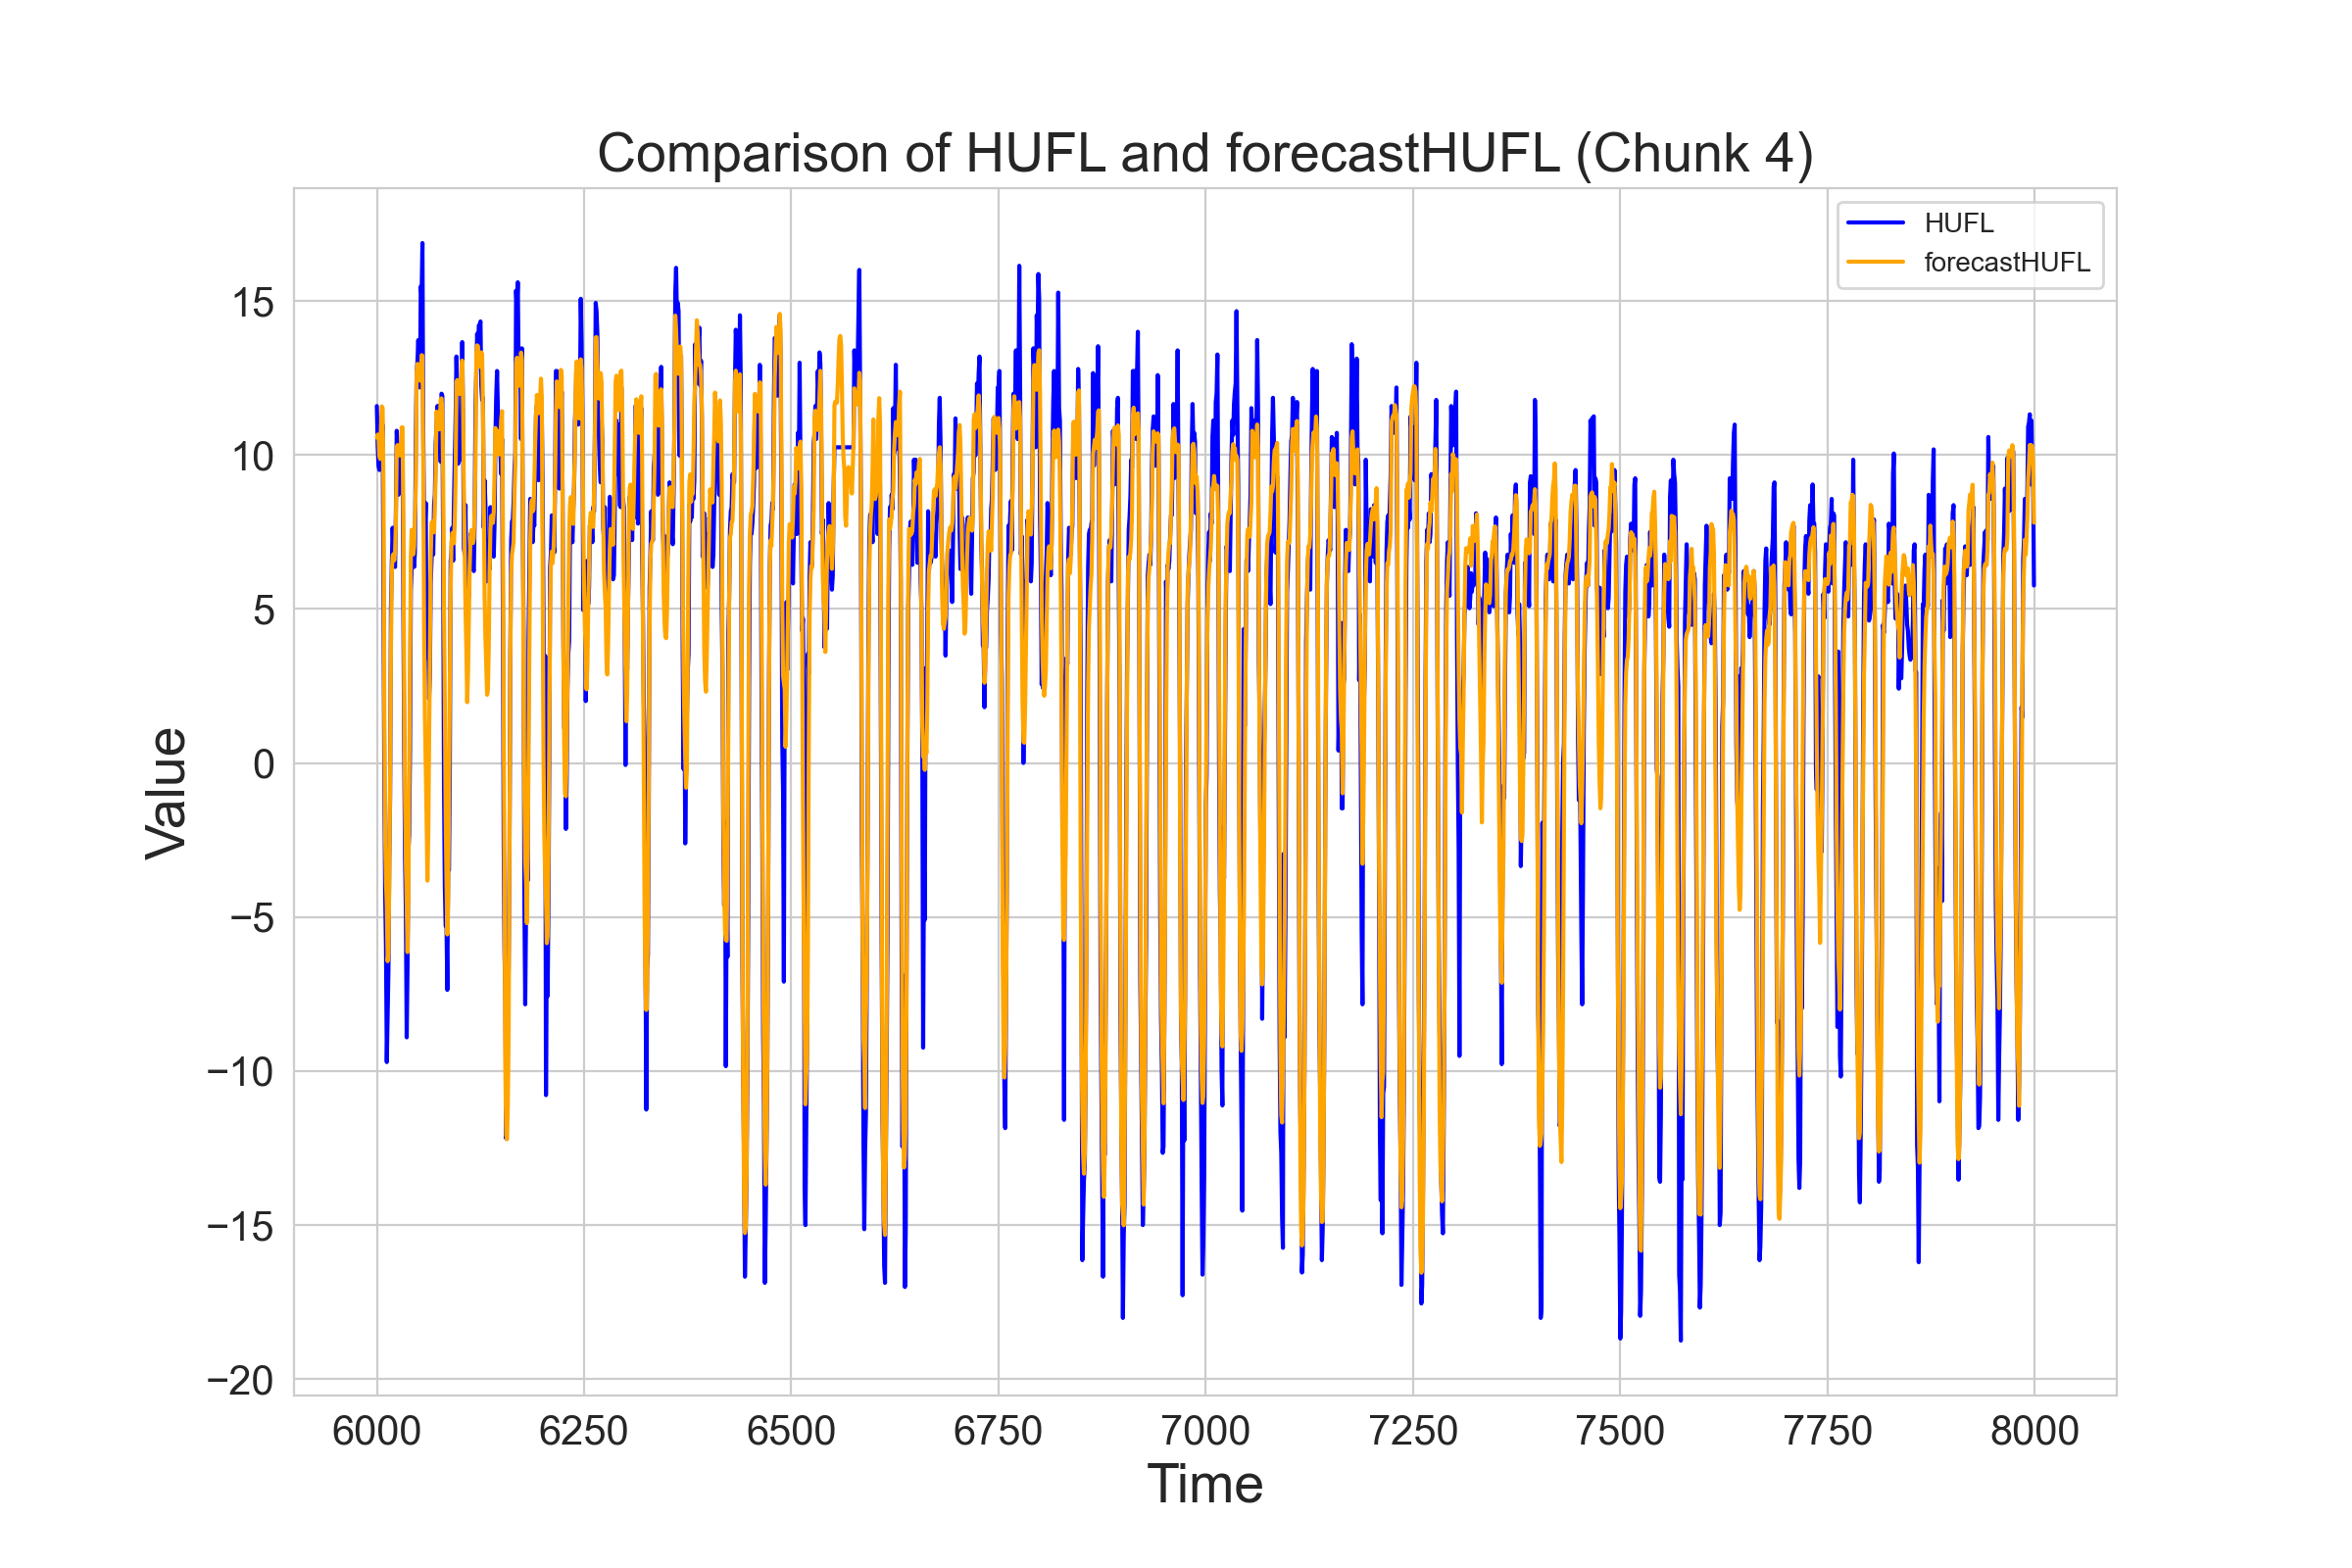 Comparison of HUFL and forecastHUFL (Chunk 4)
HUFL
forecastHUFL
Value
15
10
5
0
−5
−10
−15
−20
6000 6250 6500 6750 7000 7250 7500 7750 8000
Time